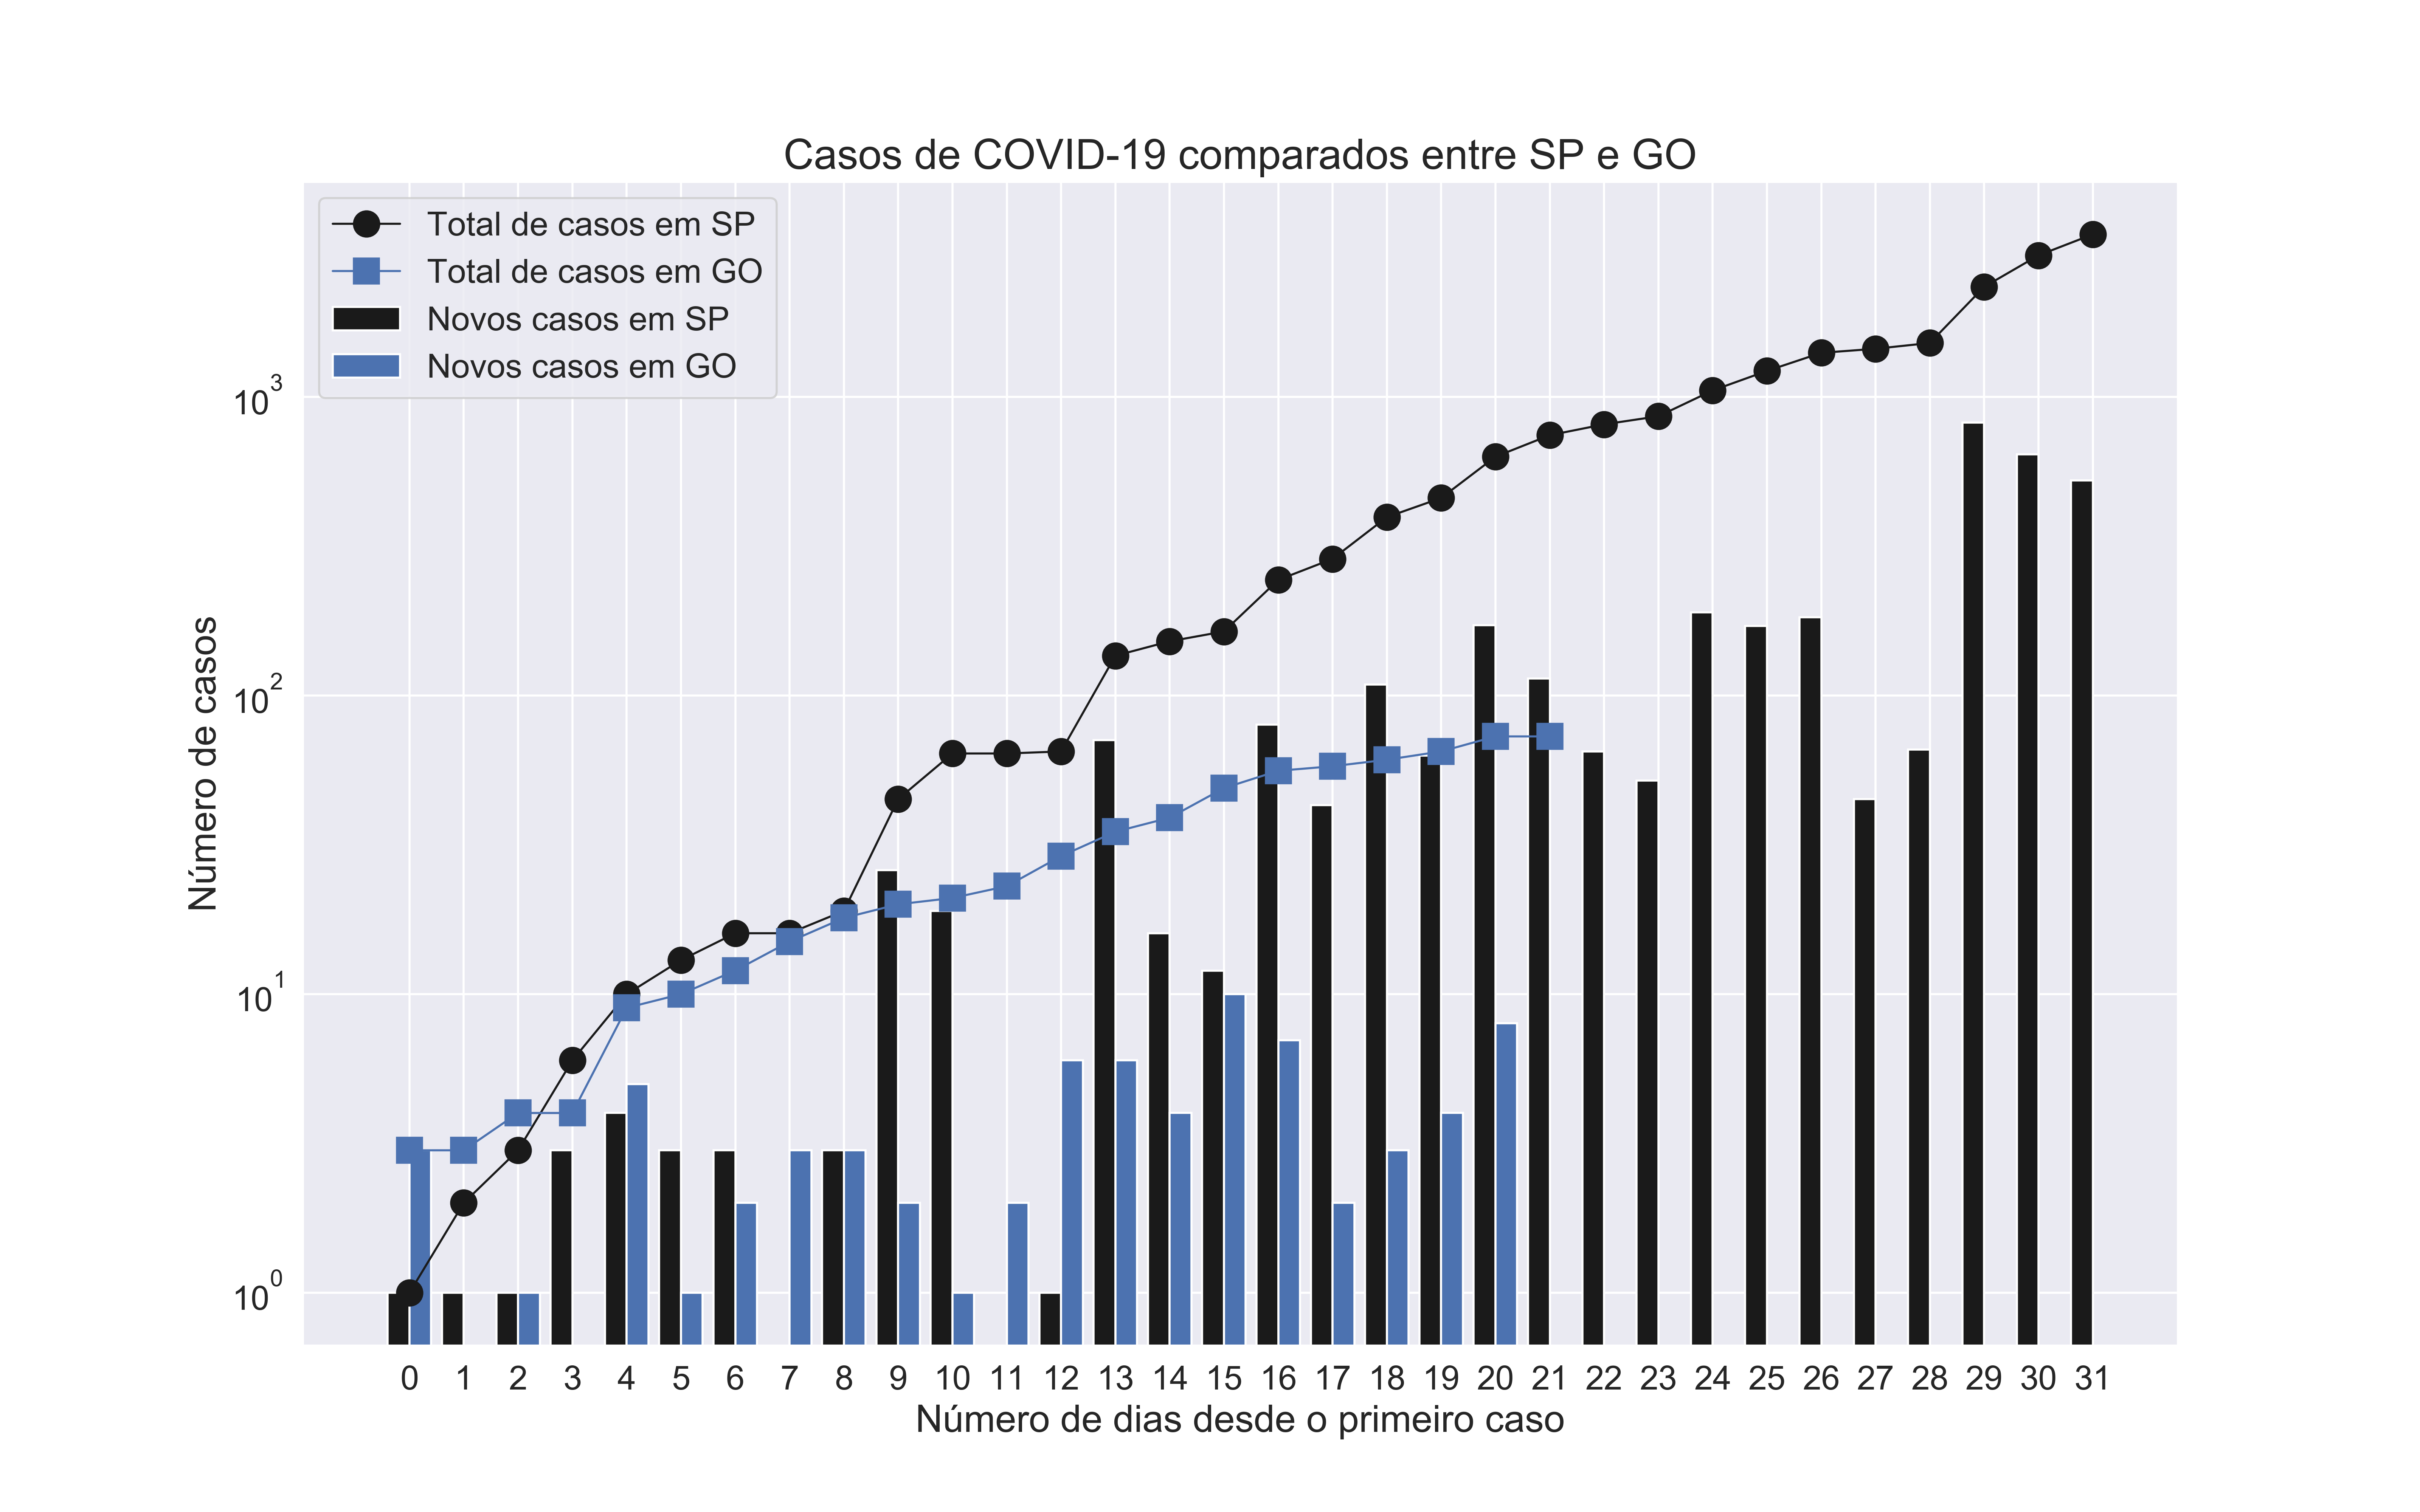 Casos de COVID-19 comparados entre SP e GO
Total de casos em SP
Total de casos em GO
Novos casos em SP
Novos casos em GO
Número de casos
10³
10²
10¹
10⁰
0 1 2 3 4 5 6 7 8 9 10 11 12 13 14 15 16 17 18 19 20 21 22 23 24 25 26 27 28 29 30 31
Número de dias desde o primeiro caso